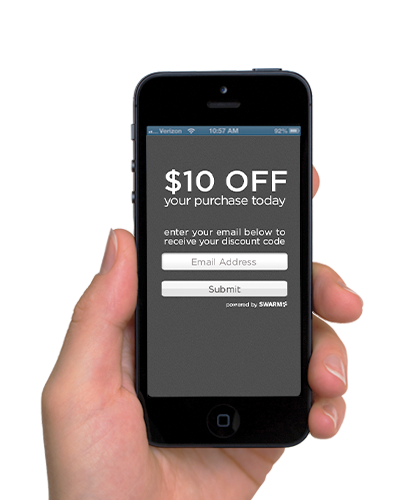 Verizon 10:57 AM 92%
$10 OFF
your purchase today
enter your email below to
receive your discount code
Email Address
Submit
powered by SWARM